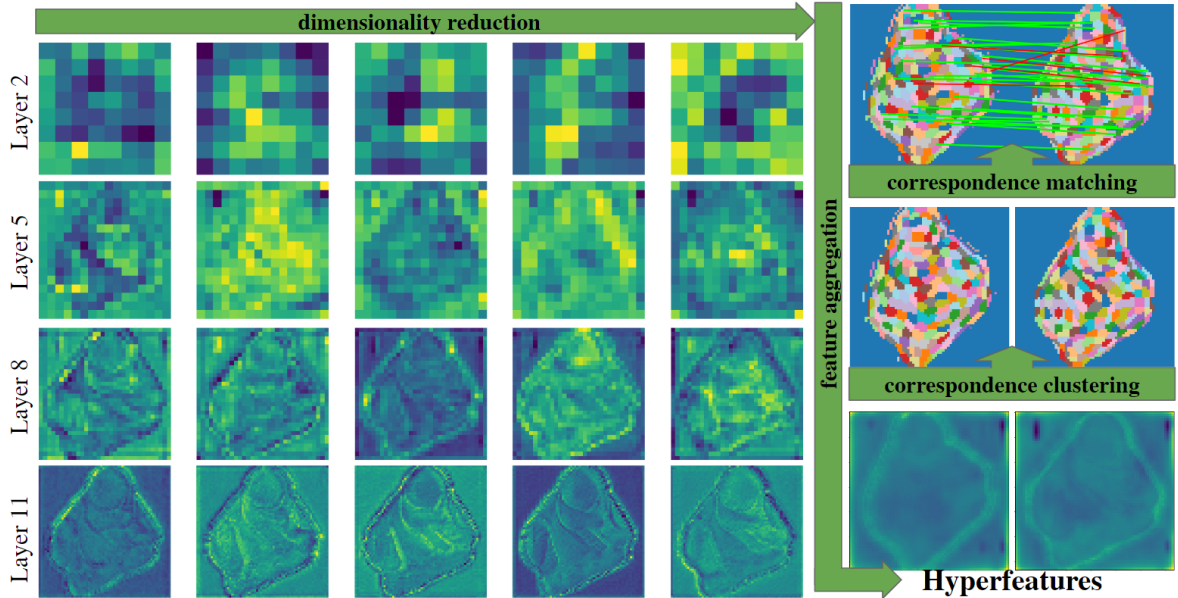 dimensionality reduction
Layer 2
Layer 5
Layer 8
Layer 11
feature aggregation
correspondence matching
correspondence clustering
Hyperfeatures